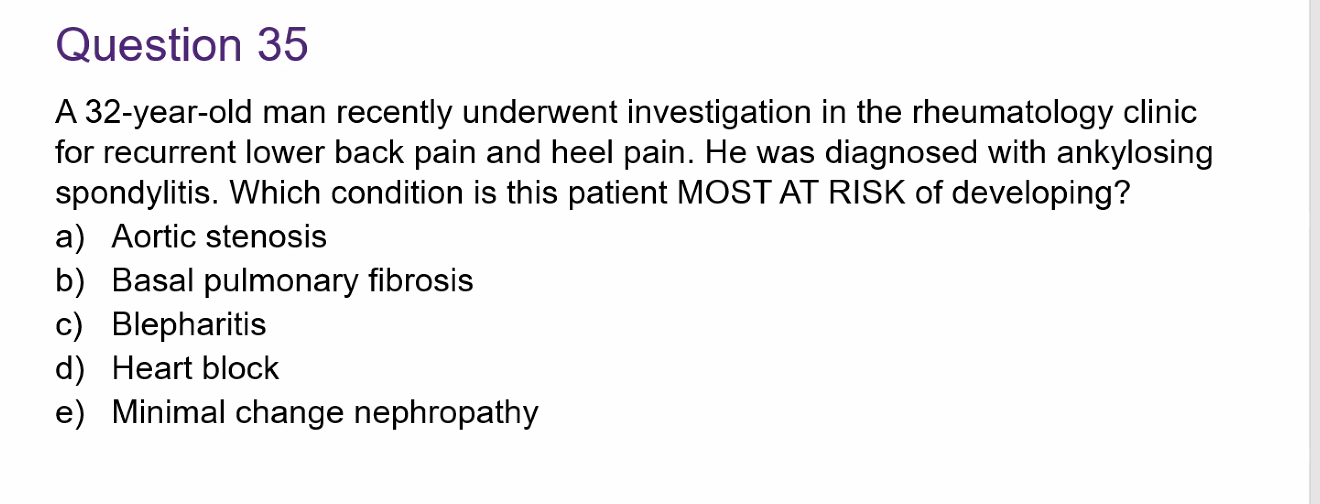 Question 35
A 32-year-old man recently underwent investigation in the rheumatology clinic
for recurrent lower back pain and heel pain. He was diagnosed with ankylosing
spondylitis. Which condition is this patient MOST AT RISK of developing?
a) Aortic stenosis
b) Basal pulmonary fibrosis
c) Blepharitis
d) Heart block
e) Minimal change nephropathy